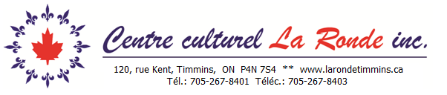 Centre culturel La Ronde inc.
120, rue Kent, Timmins, ON P4N 7S4 ** www.larondetimmins.ca
Tél.: 705-267-8401 Téléc.: 705-267-8403